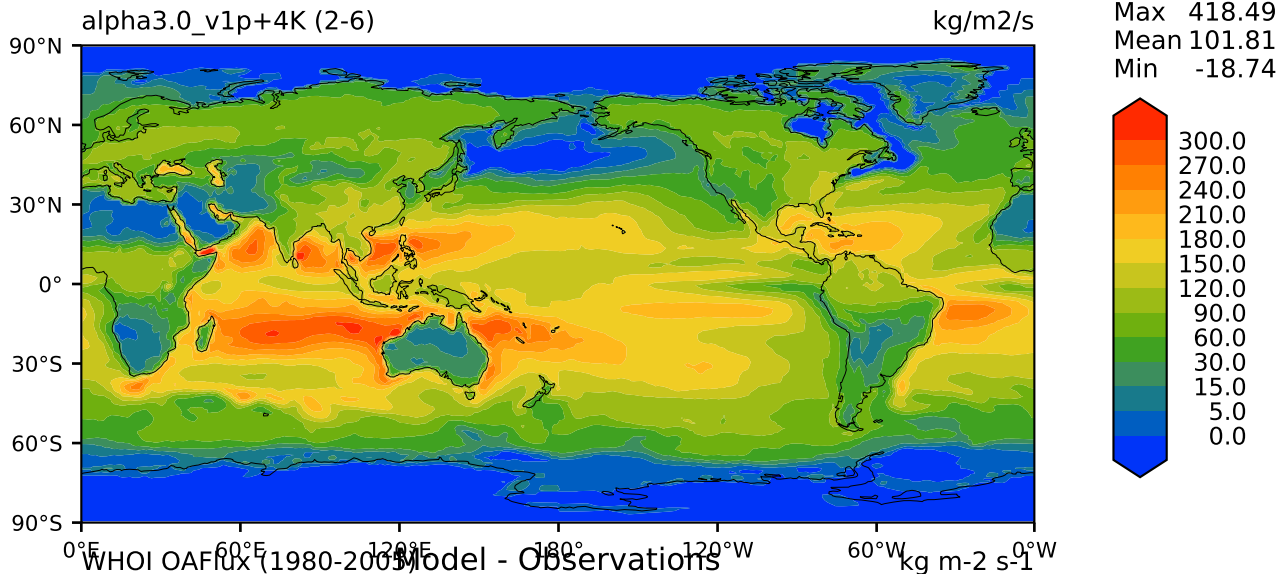 alpha3.0_v1p+4K (2-6) kg/m2/s
Max 418.49
Mean 101.81
Min -18.74
90°N
60°N
30°N
0°
30°S
60°S
90°S
0°E 60°E 120°E 180° 120°W 60°W 0°W
300.0
270.0
240.0
210.0
180.0
150.0
120.0
90.0
60.0
30.0
15.0
5.0
0.0
WHOI OAFlux (1980-2005) Model - Observations kg m-2 s-1